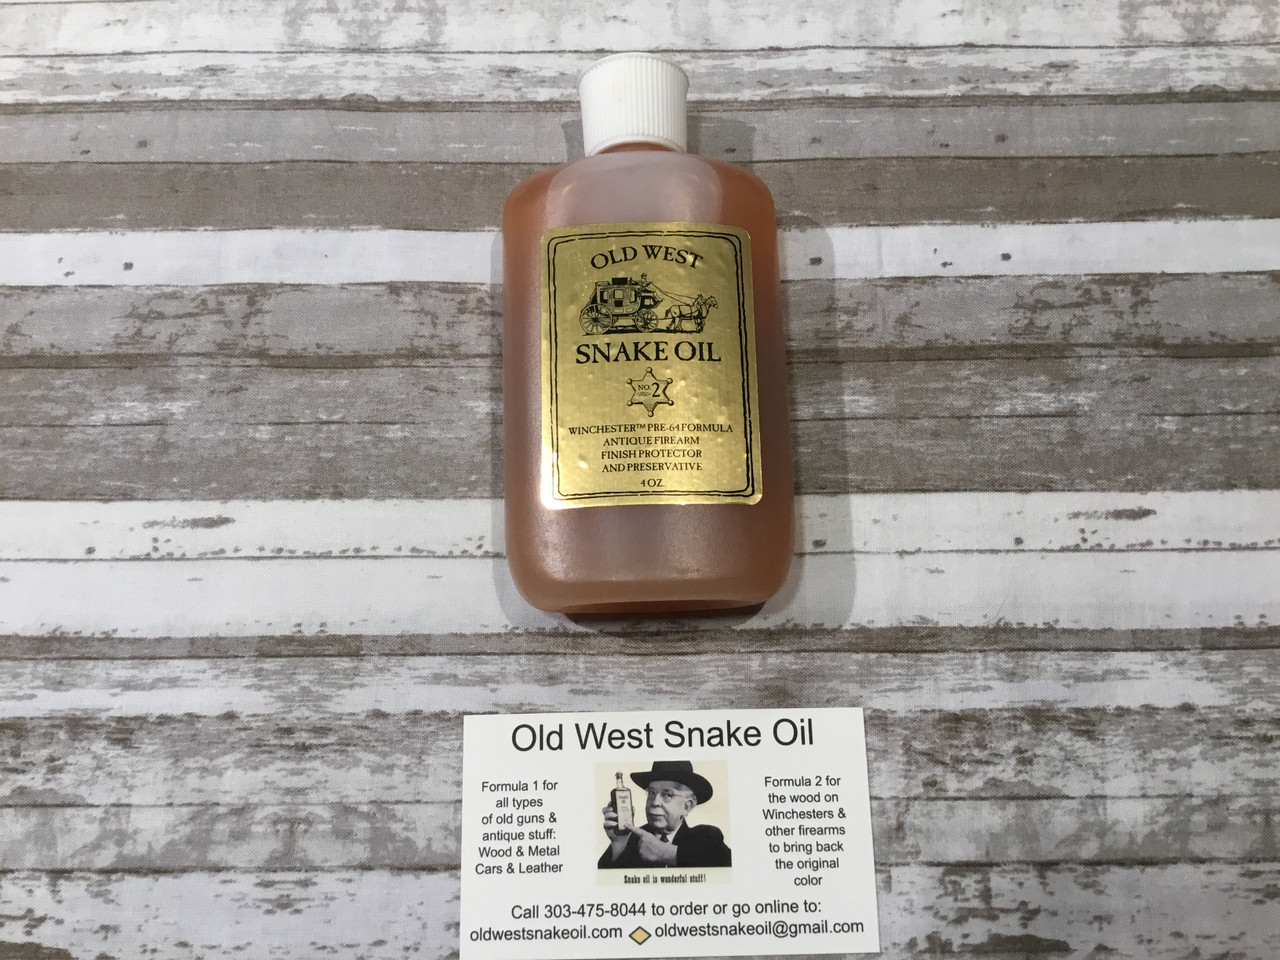 OLD WEST
SNAKE OIL
NO. 2
WINCHESTER™ PRE-64 FORMULA
ANTIQUE FIREARM
FINISH PROTECTOR
AND PRESERVATIVE
4 OZ.
Old West Snake Oil
Formula 1 for
all types
of old guns &
antique stuff:
Wood & Metal
Cars & Leather
Snake oil is wonderful stuff!
Formula 2 for
the wood on
Winchesters &
other firearms
to bring back
the original
color
Call 303-475-8044 to order or go online to:
oldwestsnakeoil.com oldwestsnakeoil@gmail.com